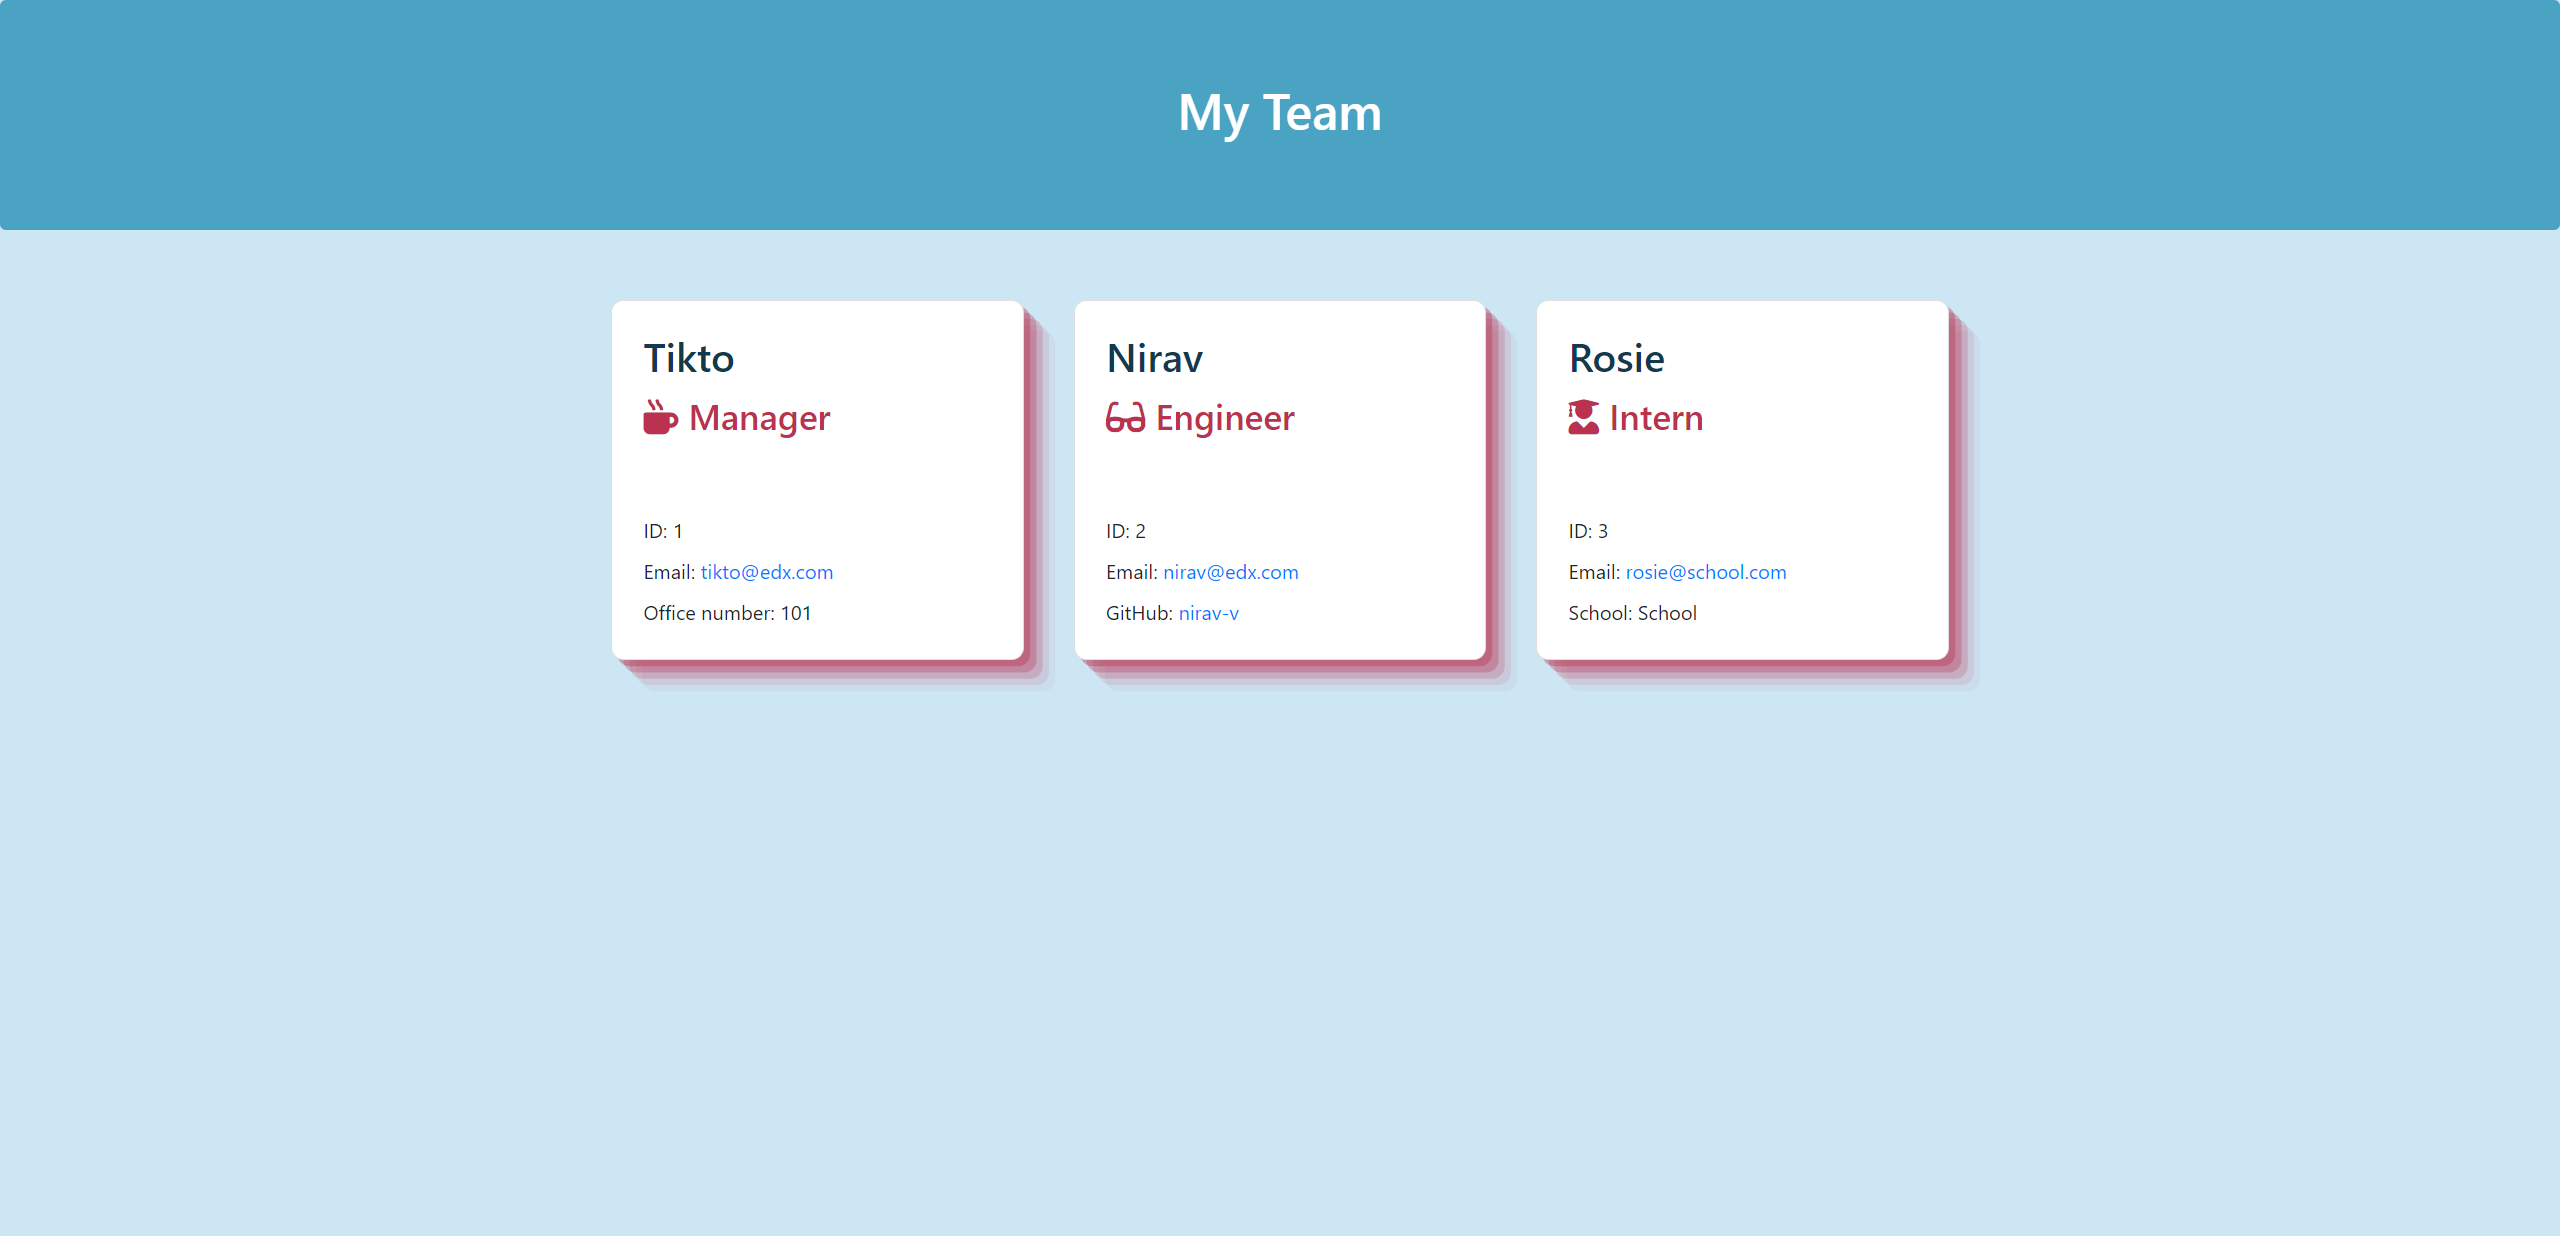 My Team
Tikto
Manager
ID: 1
Email: tikto@edx.com
Office number: 101
Nirav
Engineer
ID: 2
Email: nirav@edx.com
GitHub: nirav-v
Rosie
Intern
ID: 3
Email: rosie@school.com
School: School